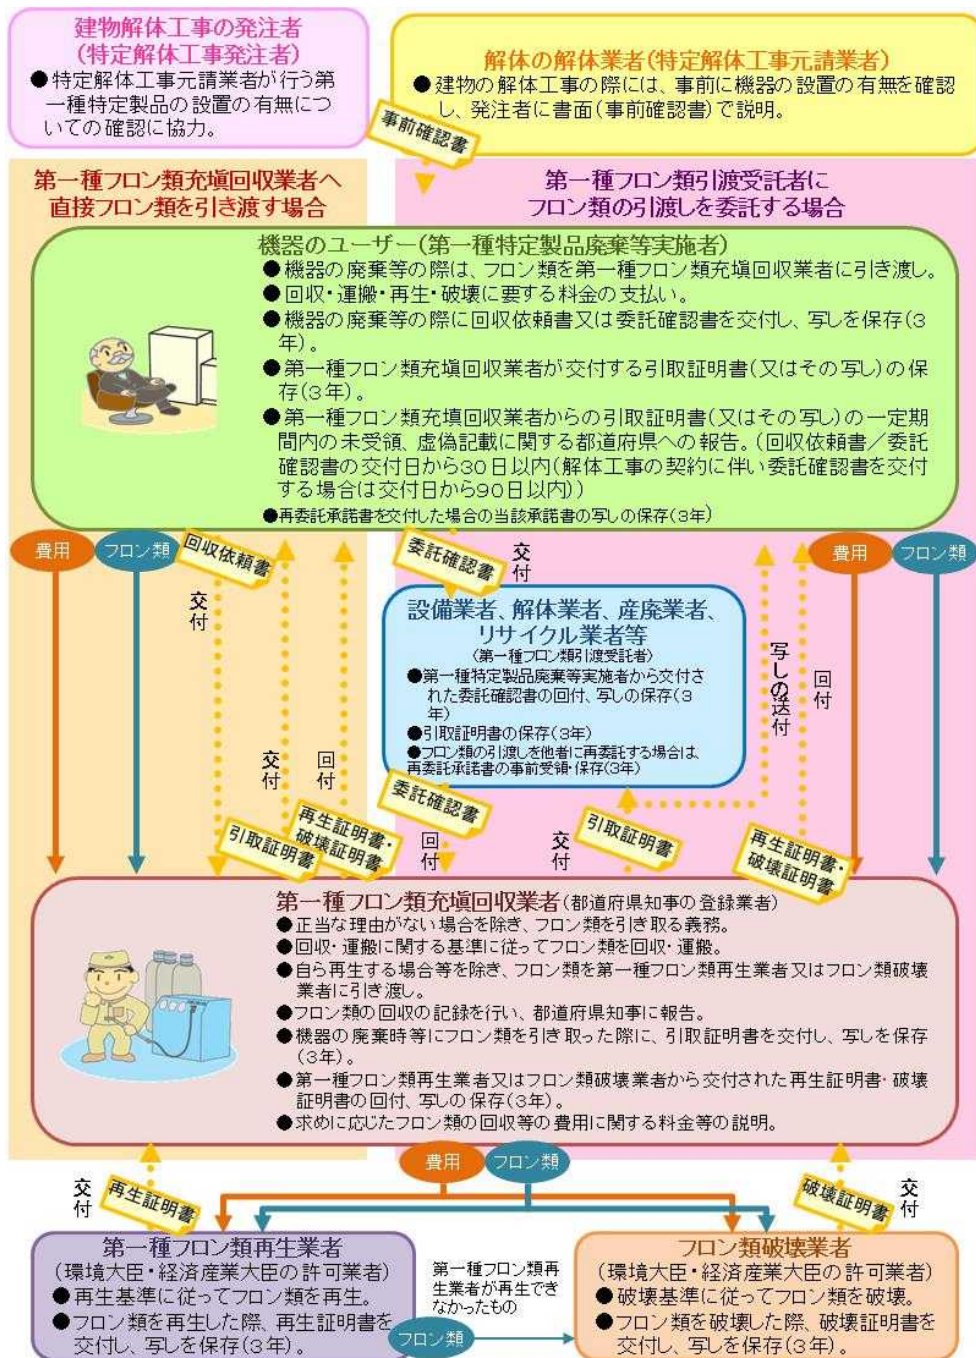 建物解体工事の発注者
(特定解体工事発注者)
●特定解体工事元請業者が行う第
一種特定製品の設置の有無につい
ての確認に協力。
解体の解体業者(特定解体工事元請業者)
●建物の解体工事の際には、事前に機器の設置の有無を確認
し、発注者に書面(事前確認書)で説明。
事前確認書
第一種フロン類充塡回収業者へ
直接フロン類を引き渡す場合
第一種フロン類引渡受託者に
フロン類の引渡しを委託する場合
機器のユーザー(第一種特定製品廃棄等実施者)
●機器の廃棄等の際は、フロン類を第一種フロン類充塡回収業者に引き渡し。
●回収・運搬・再生・破壊に要する料金の支払い。
●機器の廃棄等の際に回収依頼書又は委託確認書を交付し、写しを保存(3
年)。
●第一種フロン類充塡回収業者が交付する引取証明書(又はその写し)の保
存(3年)。
●第一種フロン類充塡回収業者からの引取証明書(又はその写し)の一定期
間内の未受領、虚偽記載に関する都道府県への報告。(回収依頼書/委託
確認書の交付日から30日以内(解体工事の契約に伴い委託確認書を交付
する場合は交付日から90日以内))
●再委託承諾書を交付した場合の当該承諾書の写しの保存(3年)
費用
フロン類
回収依頼書
委託確認書
交付
費用
フロン類
交付
設備業者、解体業者、産廃業者、
リサイクル業者等
(第一種フロン類引渡受託者)
●第一種特定製品廃棄等実施者から交付
された委託確認書の回付、写しの保存(3
年)
●引取証明書の保存(3年)
●フロン類の引渡しを他者に再委託する場合は、
再委託承諾書の事前受領・保存(3年)
写しの送付
回付
交付
回付
引取証明書
再生証明書・
破壊証明書
委託確認書
回付
交付
引取証明書
再生証明書・
破壊証明書
第一種フロン類充塡回収業者(都道府県知事の登録業者)
●正当な理由がない場合を除き、フロン類を引き取る義務。
●回収・運搬に関する基準に従ってフロン類を回収・運搬。
●自ら再生する場合等を除き、フロン類を第一種フロン類再生業者又はフロン類破壊
業者に引き渡し。
●フロン類の回収の記録を行い、都道府県知事に報告。
●機器の廃棄時等にフロン類を引き取った際に、引取証明書を交付し、写しを保存
(3年)。
●第一種フロン類再生業者又はフロン類破壊業者から交付された再生証明書・破壊
証明書の回付、写しの保存(3年)。
●求めに応じたフロン類の回収等の費用に関する料金等の説明。
費用
フロン類
交付
再生証明書
破壊証明書
交付
第一種フロン類再生業者
(環境大臣・経済産業大臣の許可業者)
●再生基準に従ってフロン類を再生。
●フロン類を再生した際、再生証明書を
交付し、写しを保存(3年)。
第一種フロン類再
生業者が再生で
きなかったもの
フロン類
フロン類破壊業者
(環境大臣・経済産業大臣の許可業者)
●破壊基準に従ってフロン類を破壊。
●フロン類を破壊した際、破壊証明書を
交付し、写しを保存(3年)。